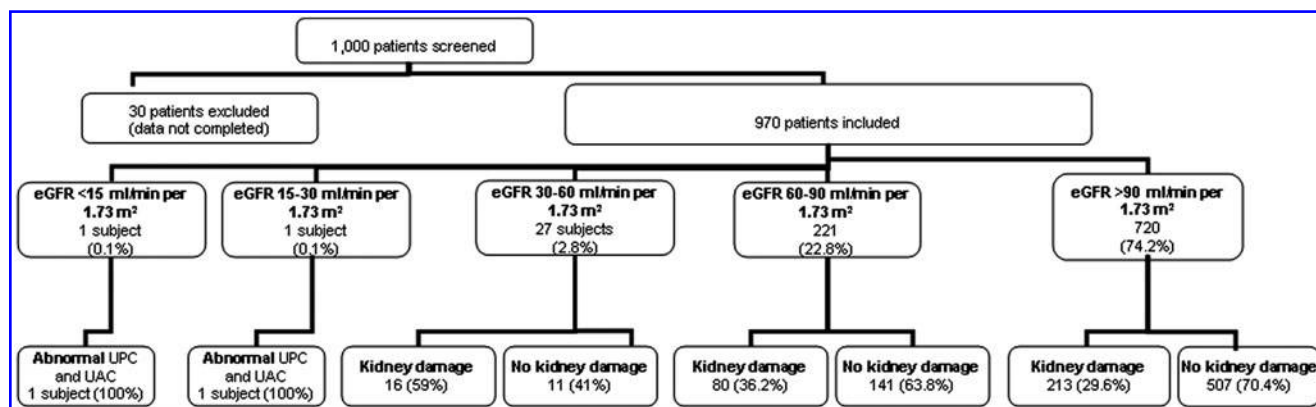 1,000 patients screened
30 patients excluded
(data not completed)
970 patients included
eGFR <15 ml/min per
1.73 m²
1 subject
(0.1%)
eGFR 15-30 ml/min per
1.73 m²
1 subject
(0.1%)
eGFR 30-60 ml/min per
1.73 m²
27 subjects
(2.8%)
eGFR 60-90 ml/min per
1.73 m²
221
(22.8%)
eGFR >90 ml/min per
1.73 m²
720
(74.2%)
Abnormal UPC
and UAC
1 subject (100%)
Abnormal UPC
and UAC
1 subject (100%)
Kidney damage
16 (59%)
No kidney damage
11 (41%)
Kidney damage
80 (36.2%)
No kidney damage
141 (63.8%)
Kidney damage
213 (29.6%)
No kidney damage
507 (70.4%)